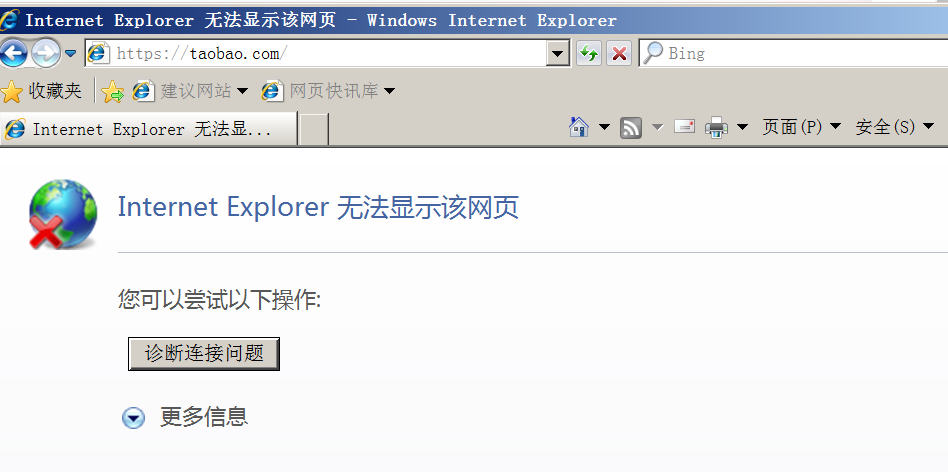 Internet Explorer 无法显示该网页 - Windows Internet Explorer
https://taobao.com/
Bing
收藏夹 建议网站 网页快讯库
Internet Explorer 无法显... 页面(P) 安全(S)
Internet Explorer 无法显示该网页
您可以尝试以下操作:
诊断连接问题
更多信息